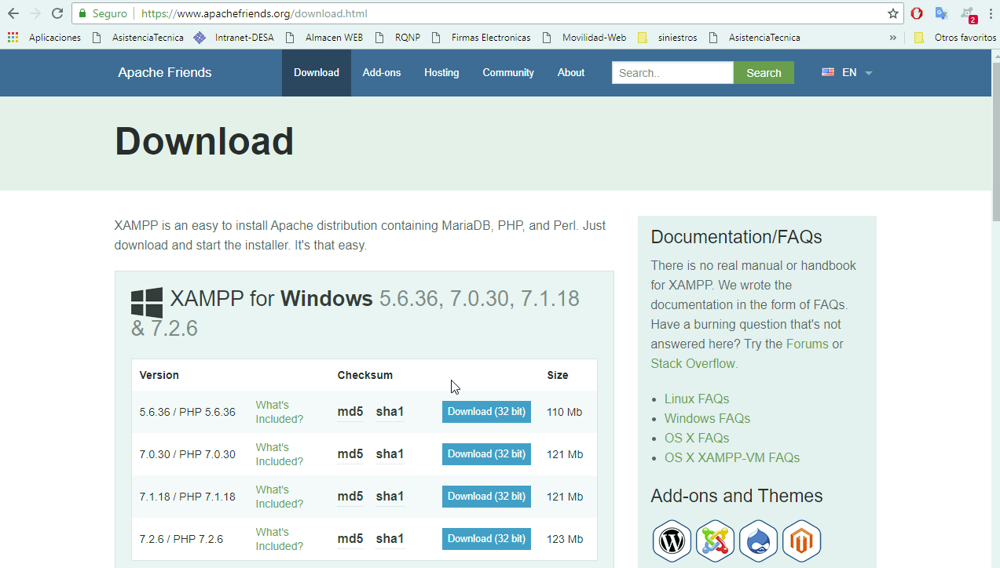 Seguro https://www.apachefriends.org/download.html
2
Aplicaciones AsistenciaTecnica Intranet-DESA Almacen WEB RQNP Firmas Electronicas Movilidad-Web siniestros AsistenciaTecnica » Otros favoritos
Apache Friends Download Add-ons Hosting Community About Search.. Search EN
Download
XAMPP is an easy to install Apache distribution containing MariaDB, PHP, and Perl. Just
download and start the installer. It's that easy.
XAMPP for Windows 5.6.36, 7.0.30, 7.1.18
& 7.2.6
Version Checksum Size
5.6.36 / PHP 5.6.36 What's
Included? md5 sha1 Download (32 bit) 110 Mb
7.0.30 / PHP 7.0.30 What's
Included? md5 sha1 Download (32 bit) 121 Mb
7.1.18 / PHP 7.1.18 What's
Included? md5 sha1 Download (32 bit) 121 Mb
7.2.6 / PHP 7.2.6 What's
Included? md5 sha1 Download (32 bit) 123 Mb
Documentation/FAQs
There is no real manual or handbook
for XAMPP. We wrote the
documentation in the form of FAQs.
Have a burning question that's not
answered here? Try the Forums or
Stack Overflow.
Linux FAQs
Windows FAQs
OS X FAQs
OS X XAMPP-VM FAQs
Add-ons and Themes